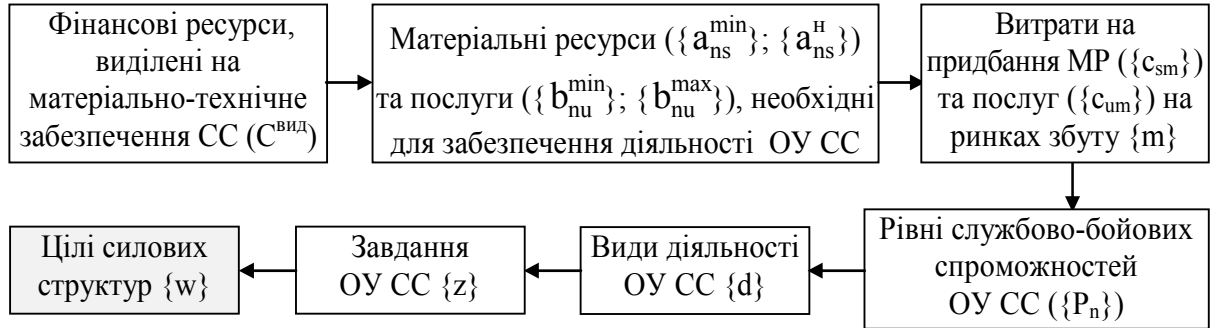 Фінансові ресурси,
виділені на
матеріально-технічне
забезпечення СС (C^вид)
Матеріальні ресурси ({a_ns^min}; {a_ns^н})
та послуги ({b_nu^min}; {b_nu^max}), необхідні
для забезпечення діяльності ОУ СС
Витрати на
придбання МР ({c_sm})
та послуг ({c_um}) на
ринках збуту {m}
Рівні службово-бойових
спроможностей
ОУ СС ({P_n})
Види діяльності
ОУ СС {d}
Завдання
ОУ СС {z}
Цілі силових
структур {w}